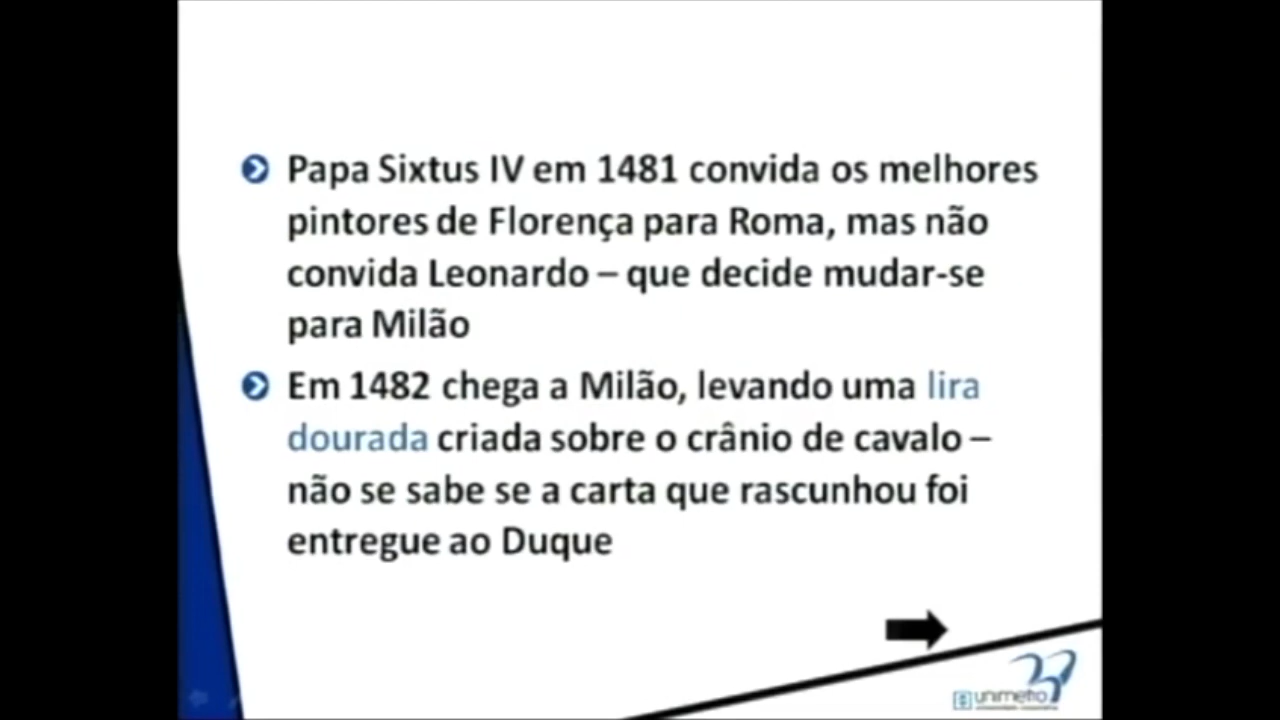 Papa Sixtus IV em 1481 convida os melhores
pintores de Florença para Roma, mas não
convida Leonardo – que decide mudar-se
para Milão
Em 1482 chega a Milão, levando uma lira
dourada criada sobre o crânio de cavalo –
não se sabe se a carta que rascunhou foi
entregue ao Duque
unimetro